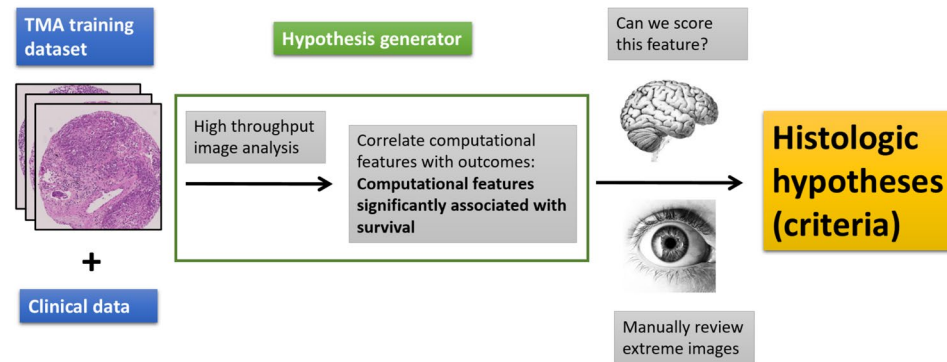 TMA training
dataset
+
Clinical data
Hypothesis generator
High throughput
image analysis
Correlate computational
features with outcomes:
Computational features
significantly associated with
survival
Can we score
this feature?
Manually review
extreme images
Histologic
hypotheses
(criteria)